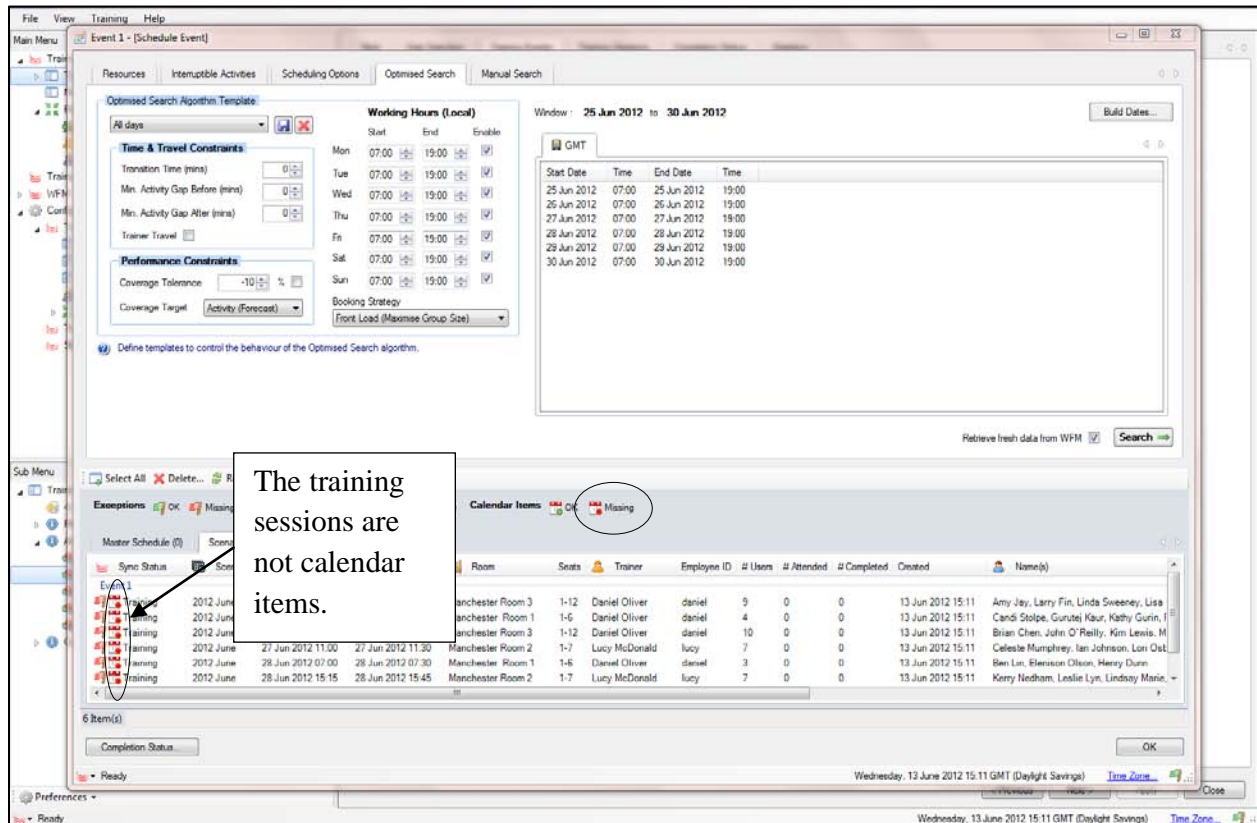 File View Training Help
Main Menu
Event 1 - [Schedule Event]
Resources Interruptible Activities Scheduling Options Optimised Search Manual Search
Optimised Search Algorithm Template
All days
Time & Travel Constraints
Transition Time (mins) 0
Min. Activity Gap Before (mins) 0
Min. Activity Gap After (mins) 0
Trainer Travel
Performance Constraints
Coverage Tolerance -10 %
Coverage Target Activity (Forecast)
Working Hours (Local)
Start End Enable
Mon 07:00 19:00
Tue 07:00 19:00
Wed 07:00 19:00
Thu 07:00 19:00
Fri 07:00 19:00
Sat 07:00 19:00
Sun 07:00 19:00
Booking Strategy
Front Load (Maximise Group Size)
Define templates to control the behaviour of the Optimised Search algorithm.
Window : 25 Jun 2012 to 30 Jun 2012
Build Dates...
GMT
Start Date Time End Date Time
25 Jun 2012 07:00 25 Jun 2012 19:00
26 Jun 2012 07:00 26 Jun 2012 19:00
27 Jun 2012 07:00 27 Jun 2012 19:00
28 Jun 2012 07:00 28 Jun 2012 19:00
29 Jun 2012 07:00 29 Jun 2012 19:00
30 Jun 2012 07:00 30 Jun 2012 19:00
Retrieve fresh data from WFM Search
Sub Menu
Select All Delete...
The training
sessions are
not calendar
items.
Exceptions OK Missing Calendar Items OK Missing
Master Schedule (0)
Sync Status Room Seats Trainer Employee ID # Users # Attended # Completed Created Name(s)
Event 1
Training 2012 June Manchester Room 3 1-12 Daniel Oliver daniel 9 0 0 13 Jun 2012 15:11 Amy Jay, Larry Fin, Linda Sweeney, Lisa
Training 2012 June Manchester Room 1 1-6 Daniel Oliver daniel 4 0 0 13 Jun 2012 15:11 Candi Stolpe, Gurutej Kaur, Kathy Gurin,
Training 2012 June Manchester Room 3 1-12 Daniel Oliver daniel 10 0 0 13 Jun 2012 15:11 Brian Chen, John O'Reilly, Kim Lewis, M
Training 2012 June 27 Jun 2012 11:00 27 Jun 2012 11:30 Manchester Room 2 1-7 Lucy McDonald lucy 7 0 0 13 Jun 2012 15:11 Celeste Mumphrey, Ian Johnson, Lori Osb
Training 2012 June 28 Jun 2012 07:00 28 Jun 2012 07:30 Manchester Room 1 1-6 Daniel Oliver daniel 3 0 0 13 Jun 2012 15:11 Ben Lin, Elenison Olson, Henry Dunn
Training 2012 June 28 Jun 2012 15:15 28 Jun 2012 15:45 Manchester Room 2 1-7 Lucy McDonald lucy 7 0 0 13 Jun 2012 15:11 Kerry Nedham, Leslie Lyn, Lindsay Marie,
6 Item(s)
Completion Status...
OK
Ready
Wednesday, 13 June 2012 15:11 GMT (Daylight Savings) Time Zone...
Preferences
Close
Ready
Wednesday, 13 June 2012 15:11 GMT (Daylight Savings) Time Zone...